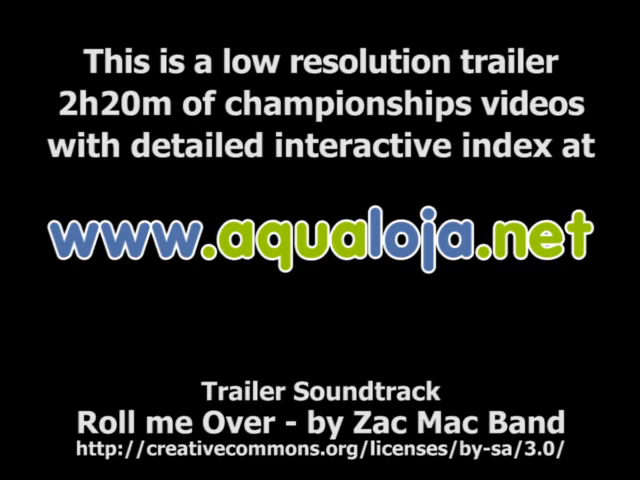 This is a low resolution trailer
2h20m of championships videos
with detailed interactive index at
www.aqualoja.net
Trailer Soundtrack
Roll me Over - by Zac Mac Band
http://creativecommons.org/licenses/by-sa/3.0/